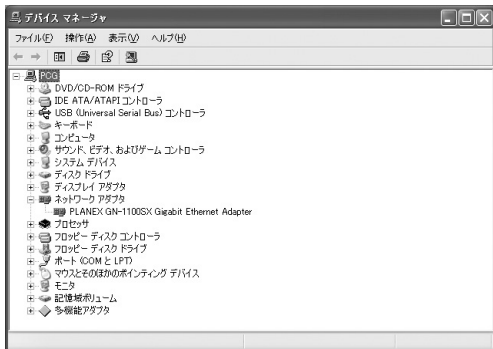 デバイス マネージャ
ファイル(F) 操作(A) 表示(V) ヘルプ(H)
PCG
DVD/CD-ROM ドライブ
IDE ATA/ATAPI コントローラ
USB (Universal Serial Bus) コントローラ
キーボード
コンピュータ
サウンド、ビデオ、およびゲーム コントローラ
システム デバイス
ディスク ドライブ
ディスプレイ アダプタ
ネットワーク アダプタ
PLANEX GN-1100SX Gigabit Ethernet Adapter
プロセッサ
フロッピー ディスク コントローラ
フロッピー ディスク ドライブ
ポート (COM と LPT)
マウスとそのほかのポインティング デバイス
モニタ
記憶域ボリューム
多機能アダプタ